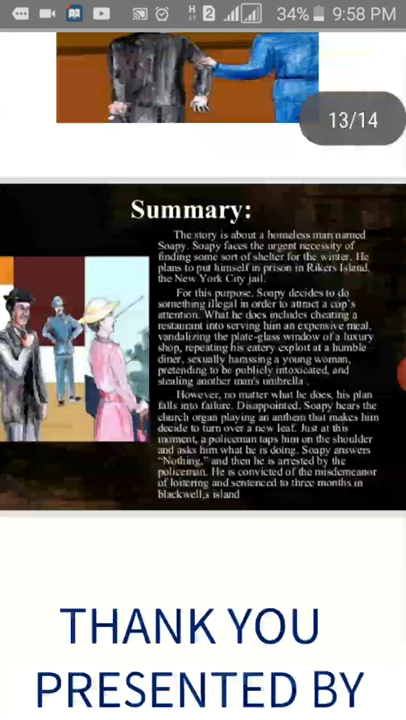 H
2
34%
9:58 PM
13/14
Summary:
The story is about a homeless man named
Soapy. Soapy faces the urgent necessity of
finding some sort of shelter for the winter. He
plans to put himself in prison in Rikers Island,
the New York City jail.
For this purpose, Soapy decides to do
something illegal in order to attract a cop's
attention. What he does includes cheating a
restaurant into serving him an expensive meal,
vandalizing the plate-glass window of a luxury
shop, repeating his eatery exploit at a humble
diner, sexually harassing a young woman,
pretending to be publicly intoxicated, and
stealing another man's umbrella .
However, no matter what he does, his plan
falls into failure. Disappointed, Soapy hears the
church organ playing an anthem that makes him
decide to turn over a new leaf. Just at this
moment, a policeman taps him on the shoulder
and asks him what he is doing. Soapy answers
“Nothing,” and then he is arrested by the
policeman. He is convicted of the misdemeanor
of loitering and sentenced to three months in
blackwell,s island
THANK YOU
PRESENTED BY